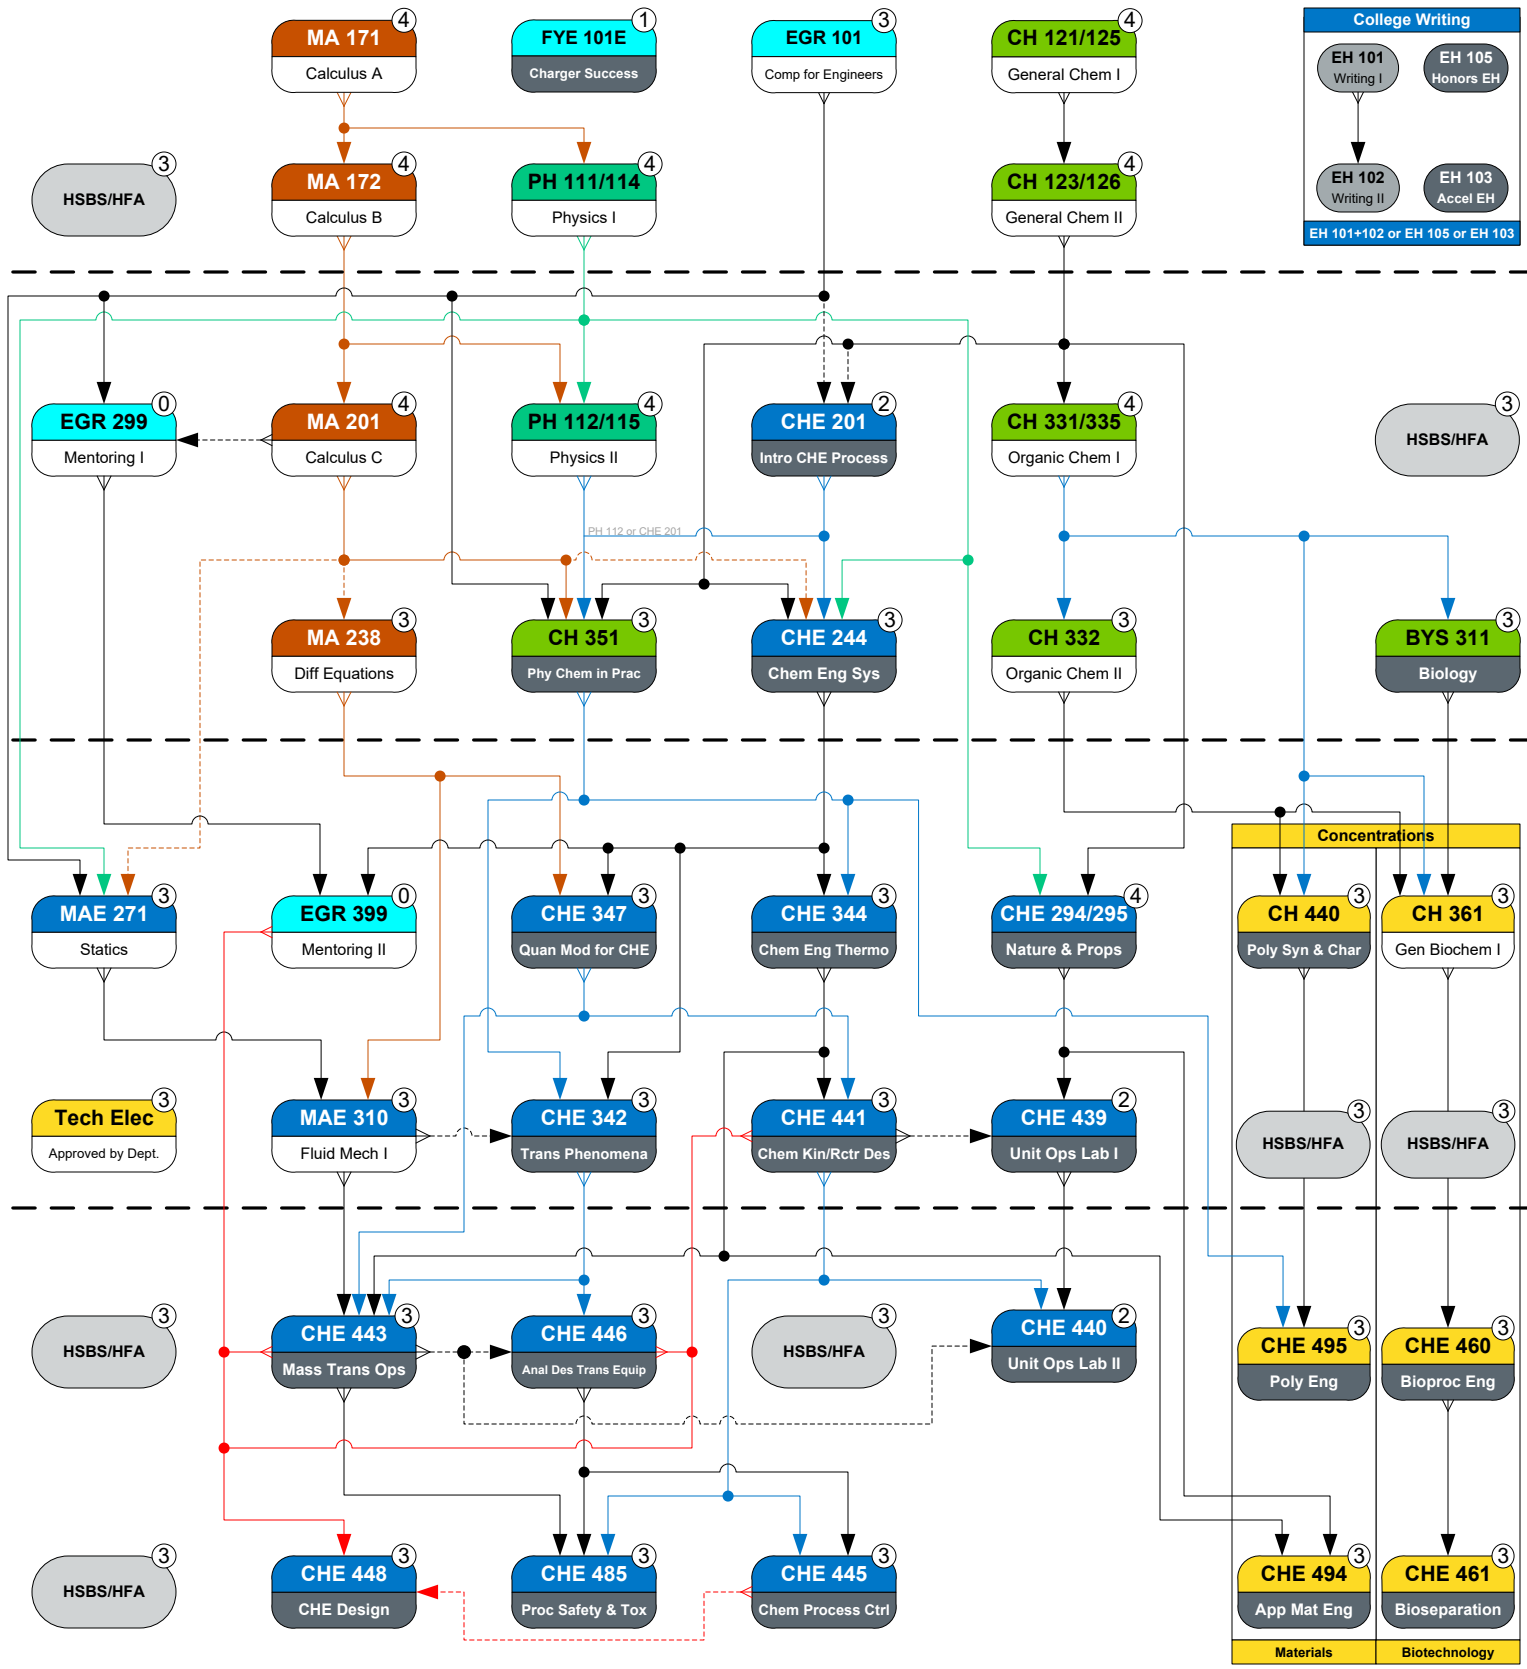 4
MA 171
Calculus A
1
FYE 101E
Charger Success
3
EGR 101
Comp for Engineers
4
CH 121/125
General Chem I
College Writing
EH 101
Writing I
EH 105
Honors EH
EH 102
Writing II
EH 103
Accel EH
EH 101+102 or EH 105 or EH 103
3
HSBS/HFA
4
MA 172
Calculus B
4
PH 111/114
Physics I
4
CH 123/126
General Chem II
0
EGR 299
Mentoring I
4
MA 201
Calculus C
4
PH 112/115
Physics II
2
CHE 201
Intro CHE Process
4
CH 331/335
Organic Chem I
3
HSBS/HFA
PH 112 or CHE 201
3
MA 238
Diff Equations
3
CH 351
Phy Chem in Prac
3
CHE 244
Chem Eng Sys
3
CH 332
Organic Chem II
3
BYS 311
Biology
Concentrations
3
MAE 271
Statics
0
EGR 399
Mentoring II
3
CHE 347
Quan Mod for CHE
3
CHE 344
Chem Eng Thermo
4
CHE 294/295
Nature & Props
3
CH 440
Poly Syn & Char
3
CH 361
Gen Biochem I
3
Tech Elec
Approved by Dept.
3
MAE 310
Fluid Mech I
3
CHE 342
Trans Phenomena
3
CHE 441
Chem Kin/Rctr Des
2
CHE 439
Unit Ops Lab I
3
HSBS/HFA
3
HSBS/HFA
3
HSBS/HFA
3
CHE 443
Mass Trans Ops
3
CHE 446
Anal Des Trans Equip
3
HSBS/HFA
2
CHE 440
Unit Ops Lab II
3
CHE 495
Poly Eng
3
CHE 460
Bioproc Eng
3
HSBS/HFA
3
CHE 448
CHE Design
3
CHE 485
Proc Safety & Tox
3
CHE 445
Chem Process Ctrl
3
CHE 494
App Mat Eng
3
CHE 461
Bioseparation
Materials
Biotechnology